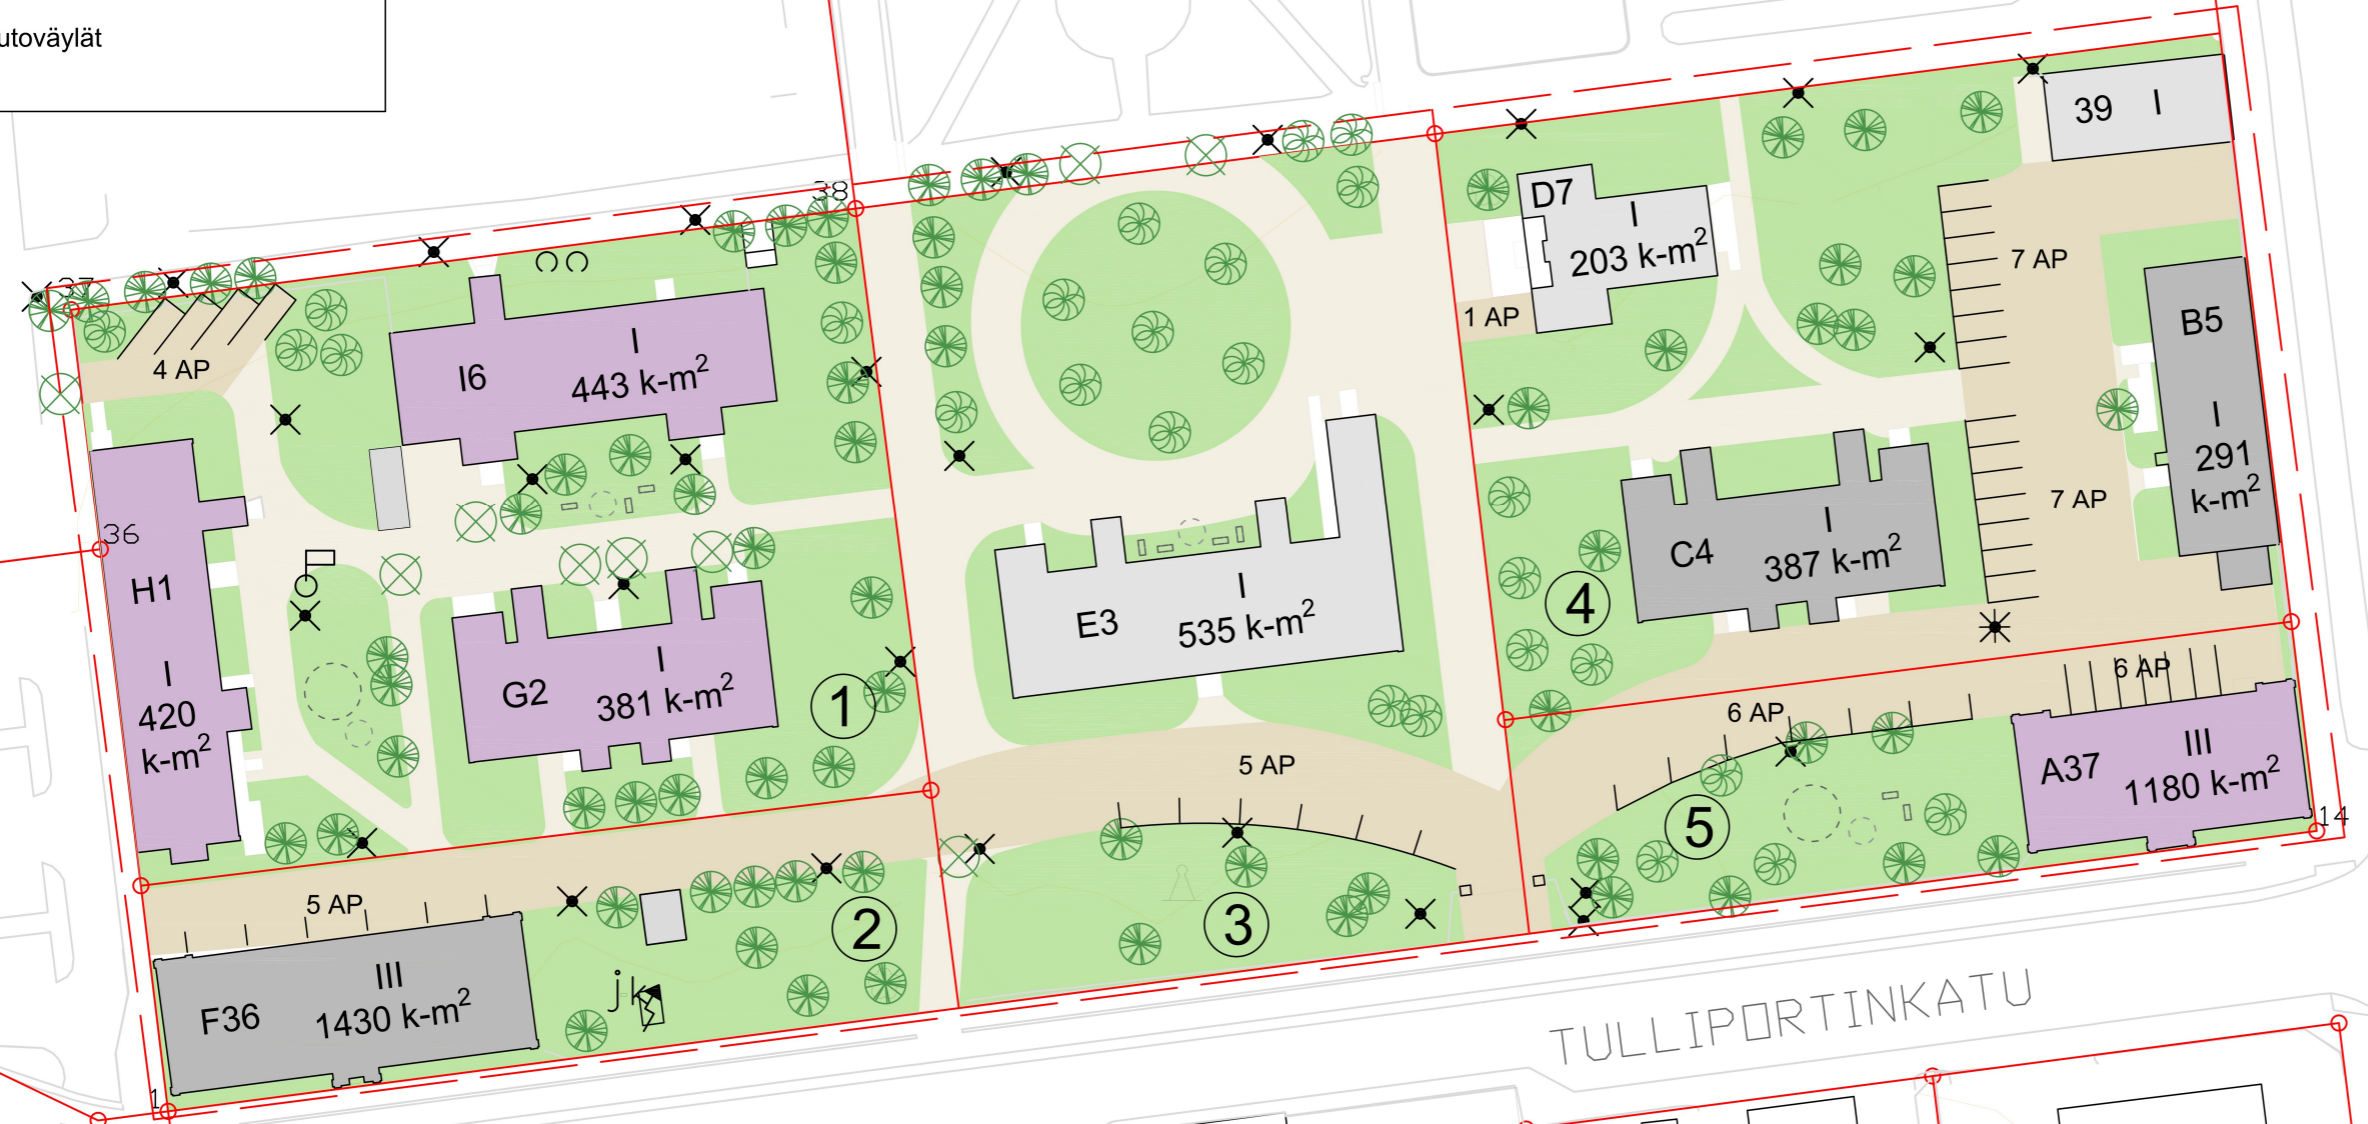 utoväylät
37
38
4 AP
I6
I
443 k-m²
36
H1
I
420
k-m²
G2
I
381 k-m²
1
5 AP
F36
III
1430 k-m²
jk
2
1
E3
I
535 k-m²
5 AP
3
D7
I
203 k-m²
1 AP
39 I
7 AP
B5
I
291
k-m²
7 AP
C4
I
387 k-m²
4
6 AP
6 AP
5
A37
III
1180 k-m²
14
TULLIPORTINKATU